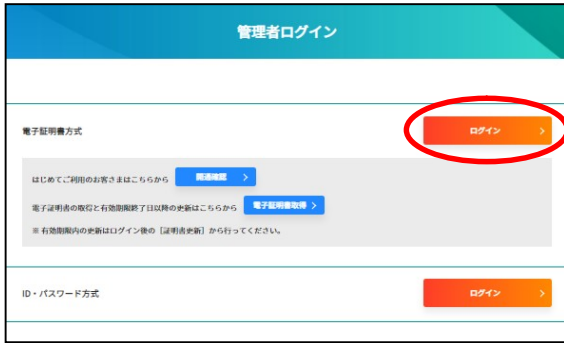 管理者ログイン
電子証明書方式
ログイン
はじめてご利用のお客さまはこちらから
開通確認
電子証明書の取得と有効期限終了日以降の更新はこちらから
電子証明書取得
※ 有効期限内の更新はログイン後の［証明書更新］から行ってください。
ID・パスワード方式
ログイン